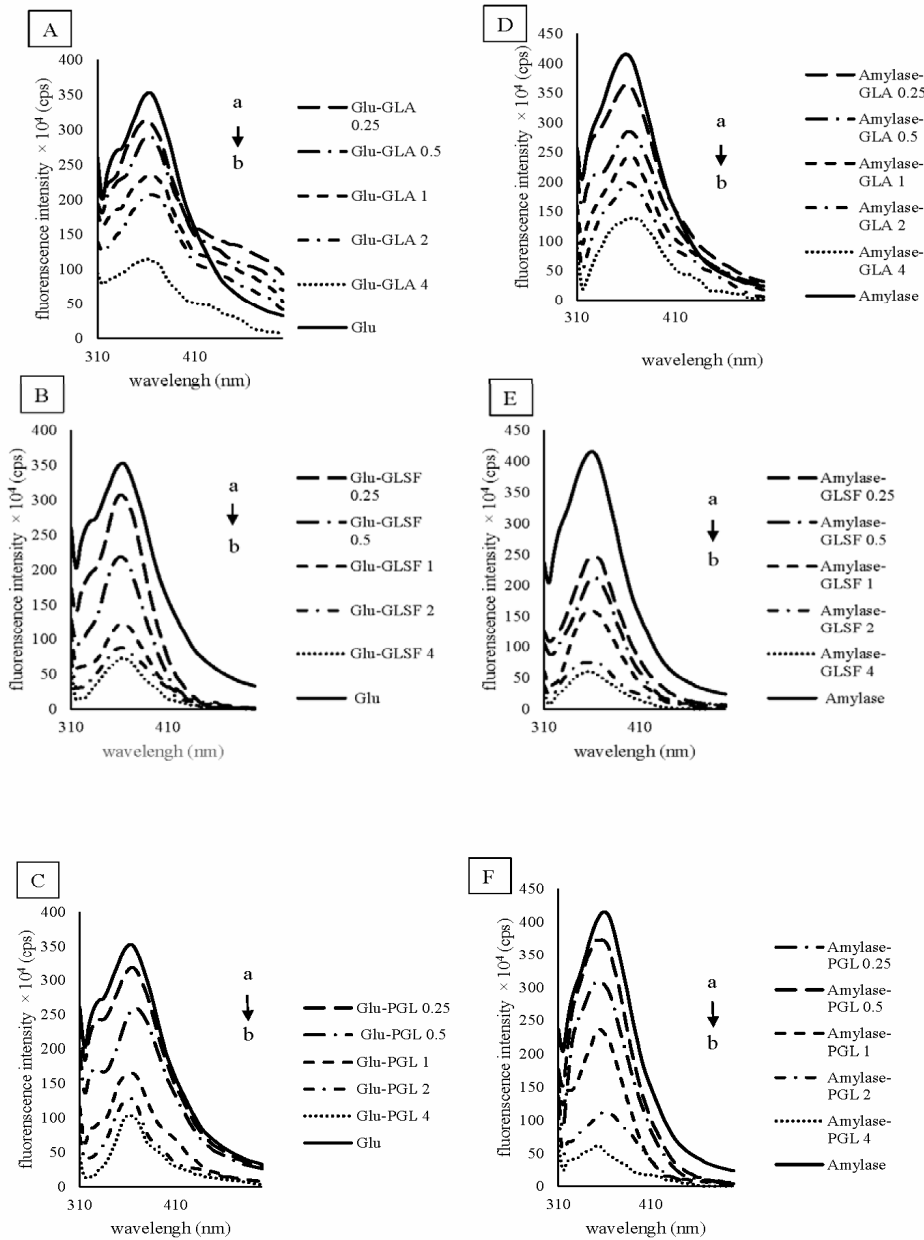 A
fluorenscence intensity × 10⁴ (cps)
400
350
300
250
200
150
100
50
0
310
410
wavelengh (nm)
a
b
Glu-GLA
0.25
Glu-GLA 0.5
Glu-GLA 1
Glu-GLA 2
Glu-GLA 4
Glu
D
fluorenscence intensity × 10⁴ (cps)
450
400
350
300
250
200
150
100
50
0
310
410
wavelengh (nm)
a
b
Amylase-
GLA 0.25
Amylase-
GLA 0.5
Amylase-
GLA 1
Amylase-
GLA 2
Amylase-
GLA 4
Amylase
B
fluorenscence intensity × 10⁴ (cps)
400
350
300
250
200
150
100
50
0
310
410
wavelengh (nm)
a
b
Glu-GLSF
0.25
Glu-GLSF
0.5
Glu-GLSF 1
Glu-GLSF 2
Glu-GLSF 4
Glu
E
fluorenscence intensity × 10⁴ (cps)
450
400
350
300
250
200
150
100
50
0
310
410
wavelengh (nm)
a
b
Amylase-
GLSF 0.25
Amylase-
GLSF 0.5
Amylase-
GLSF 1
Amylase-
GLSF 2
Amylase-
GLSF 4
Amylase
C
fluorenscence intensity × 10⁴ (cps)
400
350
300
250
200
150
100
50
0
310
410
wavelengh (nm)
a
b
Glu-PGL 0.25
Glu-PGL 0.5
Glu-PGL 1
Glu-PGL 2
Glu-PGL 4
Glu
F
fluorenscence intensity × 10⁴ (cps)
450
400
350
300
250
200
150
100
50
0
310
410
wavelengh (nm)
a
b
Amylase-
PGL 0.25
Amylase-
PGL 0.5
Amylase-
PGL 1
Amylase-
PGL 2
Amylase-
PGL 4
Amylase